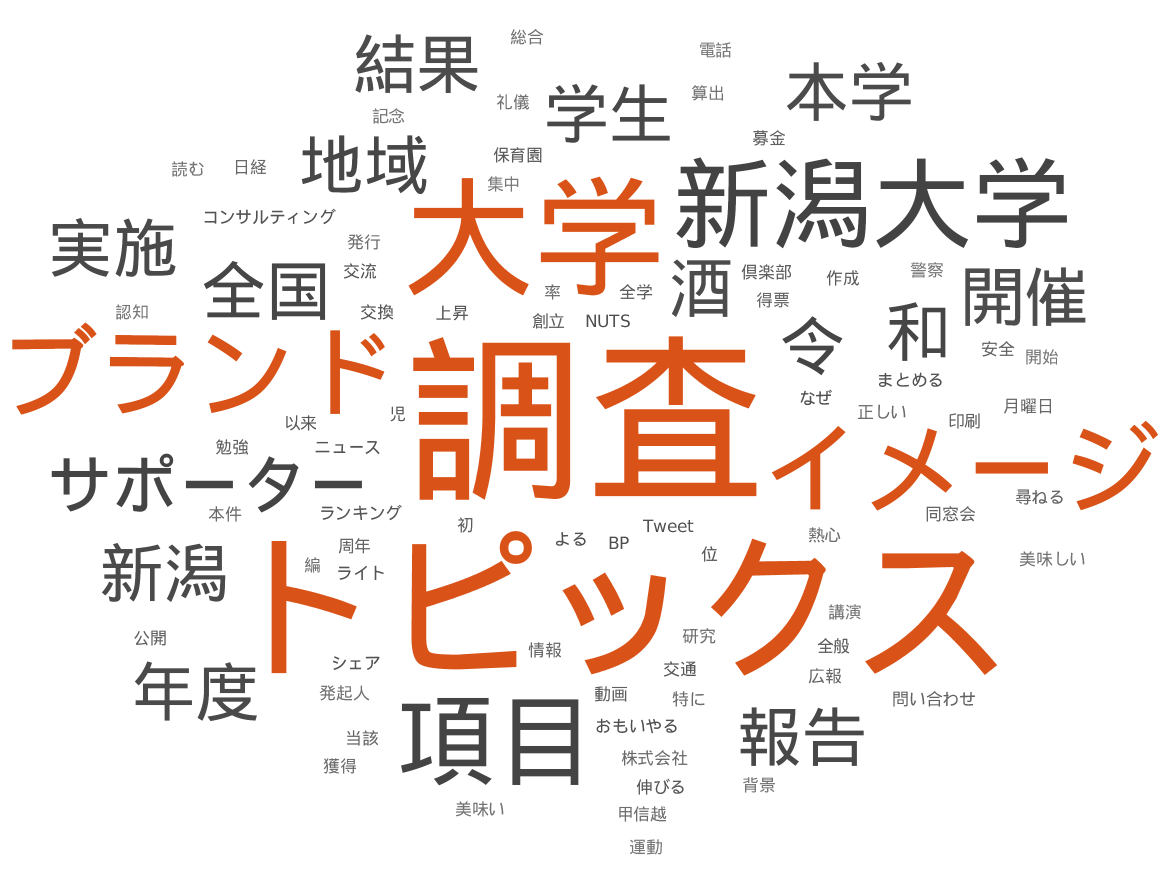 総合
電話
結果
本学
算出
学生
礼儀
記念
募金
地域
保育園
日経
読む
集中
新潟大学
大学
コンサルティング
実施
発行
交流
全国
酒
倶楽部
作成
警察
開催
率
全学
得票
認知
交換
上昇
創立
NUTS
令
和
安全
開始
ブランド
調査
まとめる
なぜ
正しい
月曜日
印刷
児
以来
勉強
ニュース
イメージ
サポーター
尋ねる
本件
ランキング
同窓会
初
Tweet
熱心
よる
BP
位
周年
編
ライト
美味しい
新潟
トピックス
講演
公開
研究
全般
情報
シェア
交通
広報
年度
発起人
動画
特に
問い合わせ
項目
おもいやる
報告
当該
株式会社
獲得
伸びる
背景
美味い
甲信越
運動